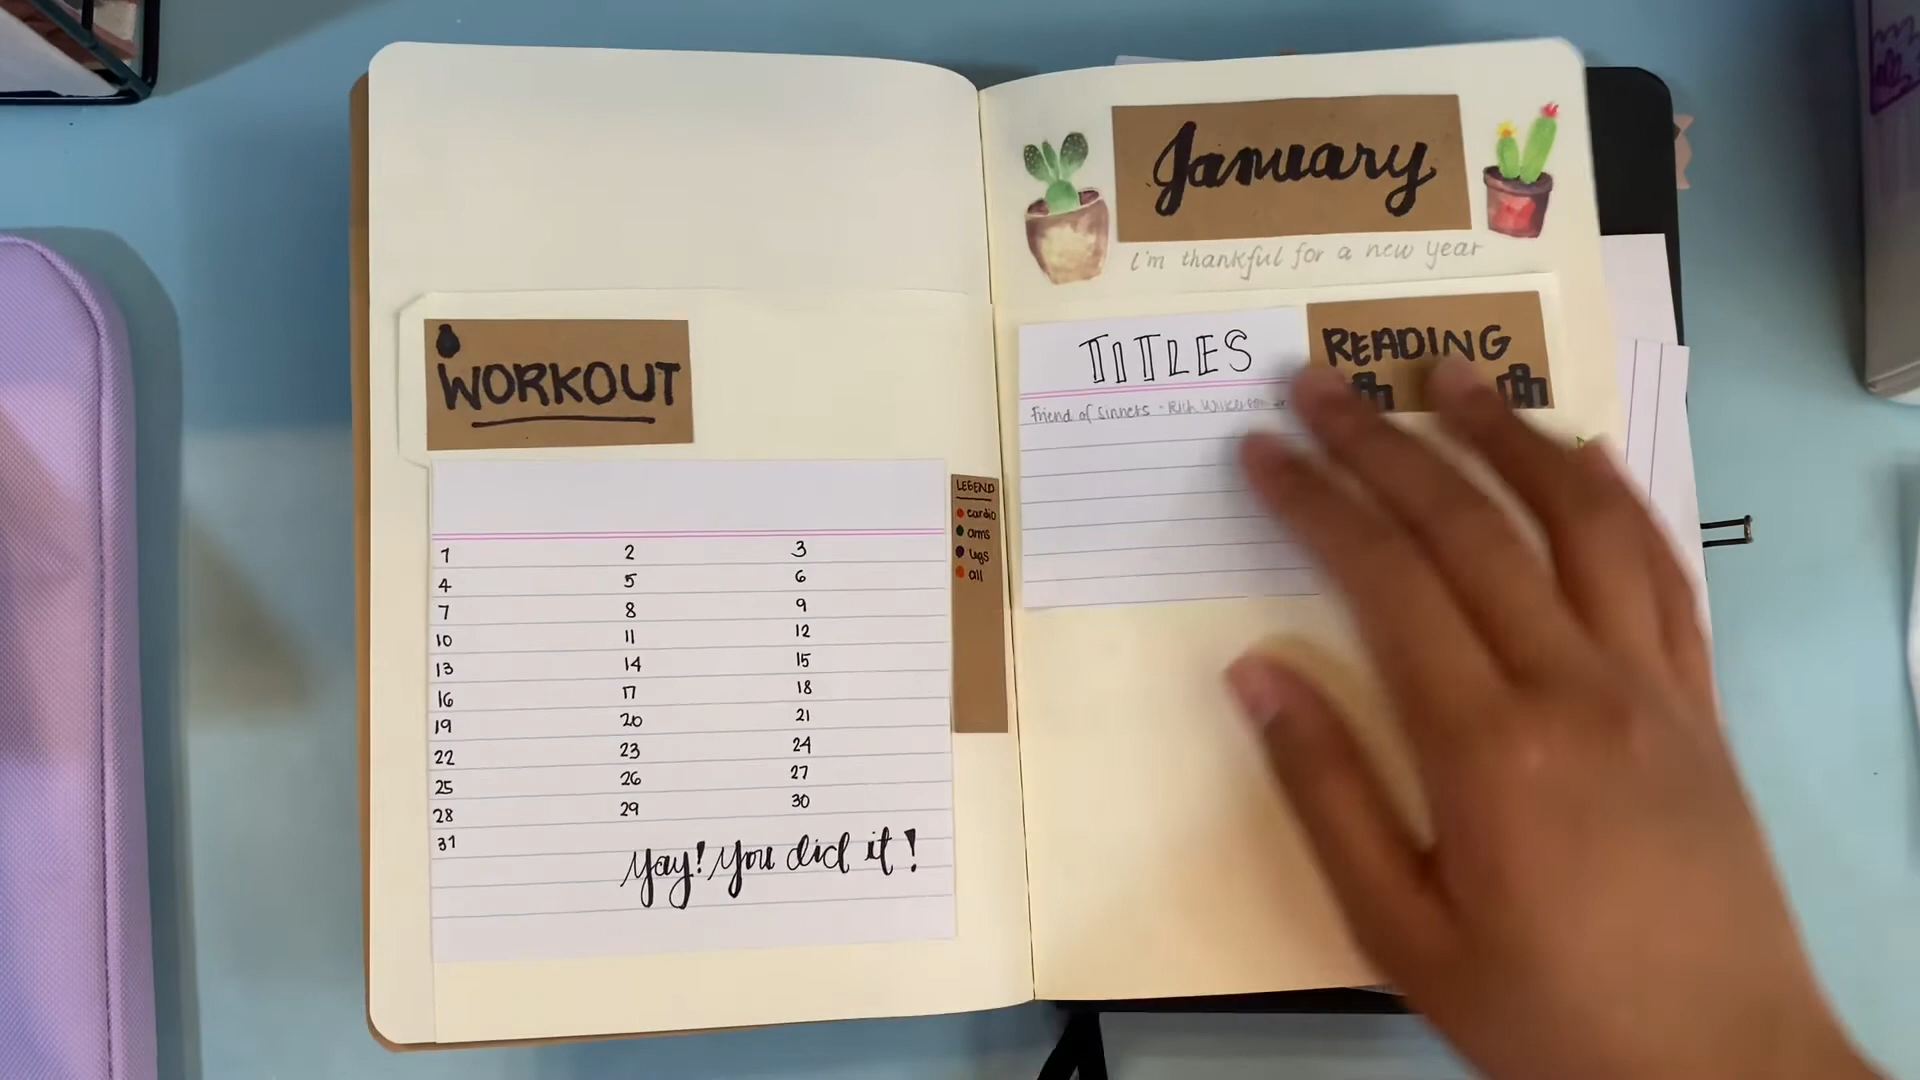 WORKOUT
LEGEND
cardio
arms
legs
all
1 2 3
4 5 6
7 8 9
10 11 12
13 14 15
16 17 18
19 20 21
22 23 24
25 26 27
28 29 30
31
Yay! You did it!
January
I'm thankful for a new year
TITLES
Friend of Sinners - Rich
READING